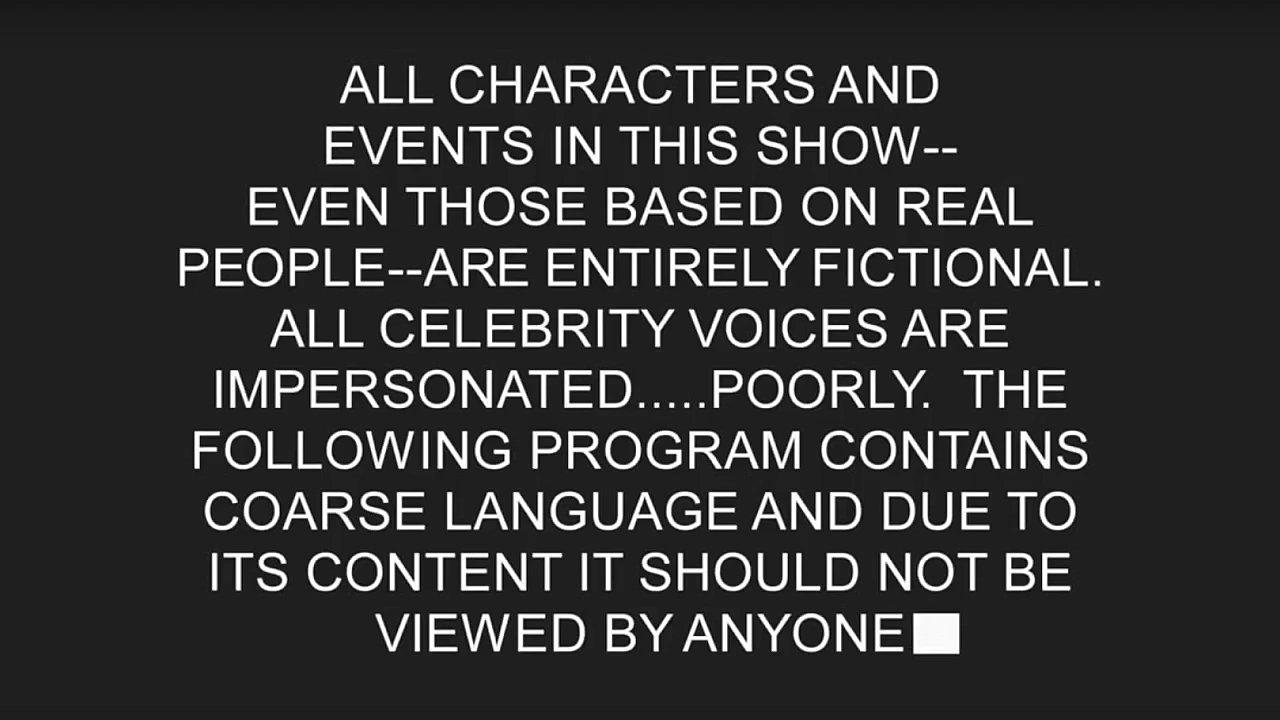 ALL CHARACTERS AND
EVENTS IN THIS SHOW--
EVEN THOSE BASED ON REAL
PEOPLE--ARE ENTIRELY FICTIONAL.
ALL CELEBRITY VOICES ARE
IMPERSONATED.....POORLY.  THE
FOLLOWING PROGRAM CONTAINS
COARSE LANGUAGE AND DUE TO
ITS CONTENT IT SHOULD NOT BE
VIEWED BY ANYONE